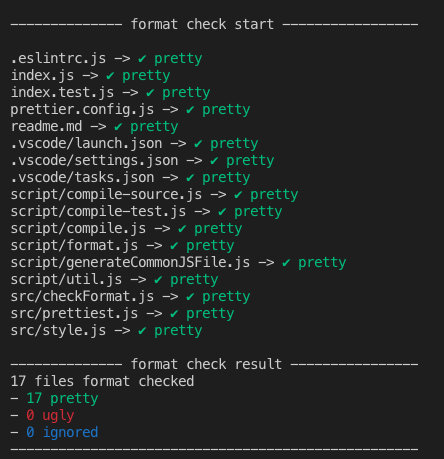 -------------- format check start -----------------
.eslintrc.js -> ✔ pretty
index.js -> ✔ pretty
index.test.js -> ✔ pretty
prettier.config.js -> ✔ pretty
readme.md -> ✔ pretty
.vscode/launch.json -> ✔ pretty
.vscode/settings.json -> ✔ pretty
.vscode/tasks.json -> ✔ pretty
script/compile-source.js -> ✔ pretty
script/compile-test.js -> ✔ pretty
script/compile.js -> ✔ pretty
script/format.js -> ✔ pretty
script/generateCommonJSFile.js -> ✔ pretty
script/util.js -> ✔ pretty
src/checkFormat.js -> ✔ pretty
src/prettiest.js -> ✔ pretty
src/style.js -> ✔ pretty
-------------- format check result ----------------
17 files format checked
- 17 pretty
- 0 ugly
- 0 ignored
---------------------------------------------------